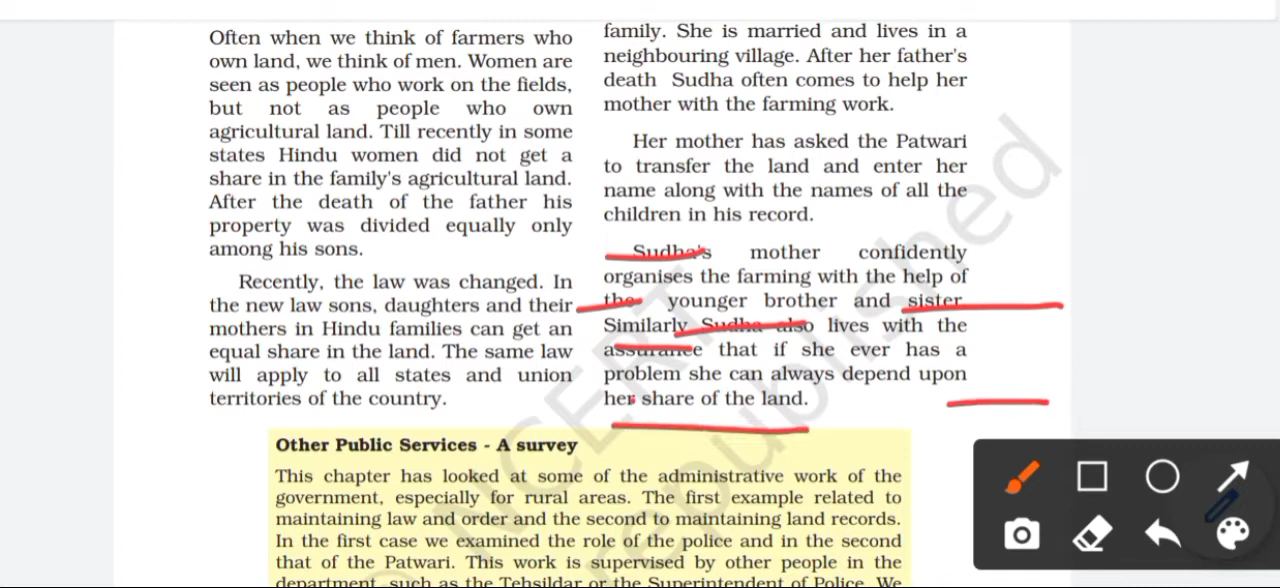 Often when we think of farmers who
own land, we think of men. Women are
seen as people who work on the fields,
but not as people who own
agricultural land. Till recently in some
states Hindu women did not get a
share in the family's agricultural land.
After the death of the father his
property was divided equally only
among his sons.
Recently, the law was changed. In
the new law sons, daughters and their
mothers in Hindu families can get an
equal share in the land. The same law
will apply to all states and union
territories of the country.
family. She is married and lives in a
neighbouring village. After her father's
death Sudha often comes to help her
mother with the farming work.
Her mother has asked the Patwari
to transfer the land and enter her
name along with the names of all the
children in his record.
Sudha's mother confidently
organises the farming with the help of
the younger brother and sister.
Similarly Sudha also lives with the
assurance that if she ever has a
problem she can always depend upon
her share of the land.
Other Public Services - A survey
This chapter has looked at some of the administrative work of the
government, especially for rural areas. The first example related to
maintaining law and order and the second to maintaining land records.
In the first case we examined the role of the police and in the second
that of the Patwari. This work is supervised by other people in the
department, such as the Tehsildar or the Superintendent of Police. We
NCERT
republished